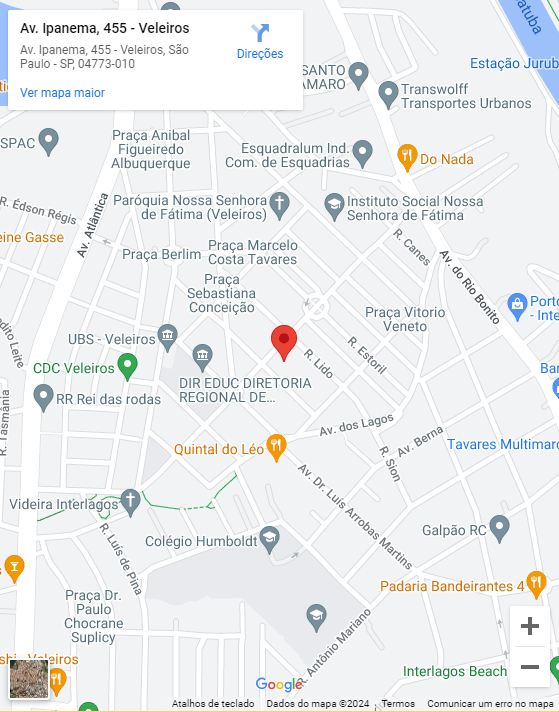 Av. Ipanema, 455 - Veleiros
Av. Ipanema, 455 - Veleiros, São
Paulo - SP, 04773-010
Direções
Ver mapa maior
Estação Jurub
SANTO
AMARO
Transwolff
Transportes Urbanos
SPAC
Praça Anibal
Figueiredo
Albuquerque
Esquadralum Ind.
Com. de Esquadrias
Do Nada
R. Édson Régis
Av. Atlântica
Paróquia Nossa Senhora
de Fátima (Veleiros)
Instituto Social Nossa
Senhora de Fátima
eine Gasse
R. Canes
Praça Marcelo
Costa Tavares
Praça Berlim
Av. do Rio Bonito
Praça
Sebastiana
Conceição
Praça Vitorio
Veneto
Porto
- Inte
UBS - Veleiros
R. Lido
R. Estoril
CDC Veleiros
DIR EDUC DIRETORIA
REGIONAL DE...
Ban
RR Rei das rodas
R. Tasmânia
Av. dos Lagos
Av. Berna
Quintal do Léo
Tavares Multimarc
R. Sion
Av. Dr. Luís Arrobas Martins
Videira Interlagos
R. Luís de Pina
Colégio Humboldt
Galpão RC
Praça Dr.
Paulo
Chocrane
Suplicy
Padaria Bandeirantes 4
R. Antônio Mariano
Veleiros
Interlagos Beach
Google
Atalhos de teclado
Dados do mapa ©2024
Termos
Comunicar um erro no mapa